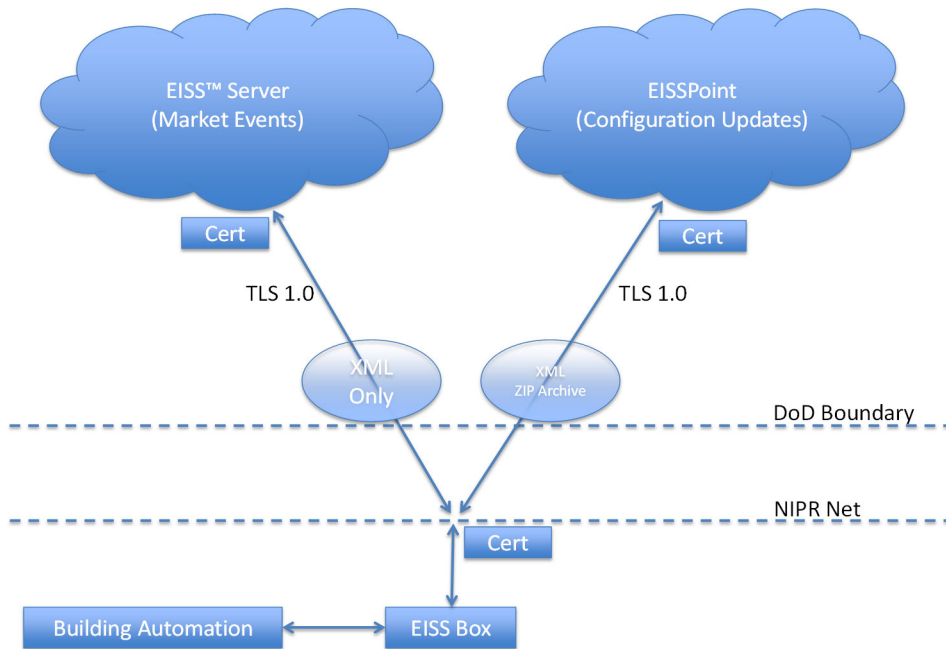 EISS™ Server
(Market Events)
EISSPoint
(Configuration Updates)
Cert
Cert
TLS 1.0
TLS 1.0
XML
Only
XML
ZIP Archive
DoD Boundary
NIPR Net
Cert
Building Automation
EISS Box